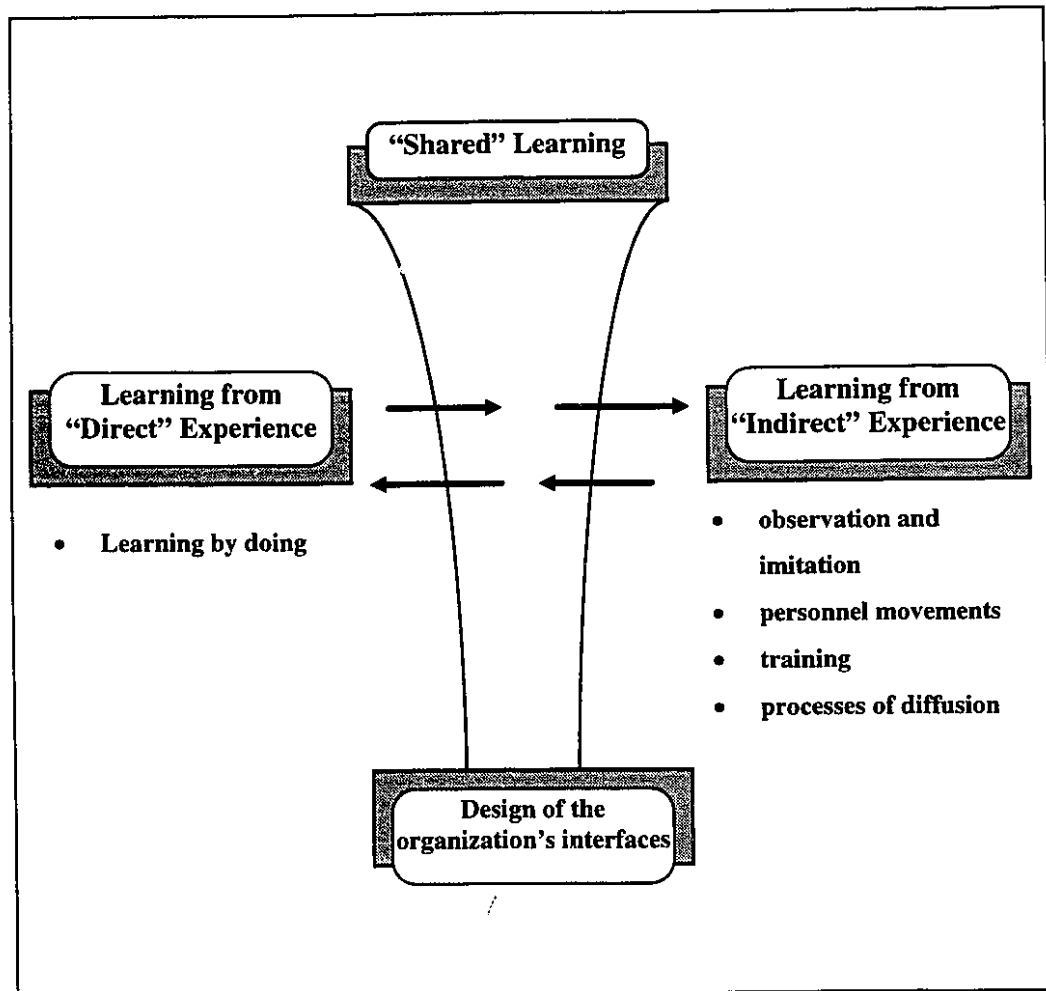 “Shared” Learning
Learning from
“Direct” Experience
• Learning by doing
Learning from
“Indirect” Experience
• observation and
imitation
• personnel movements
• training
• processes of diffusion
Design of the
organization’s interfaces